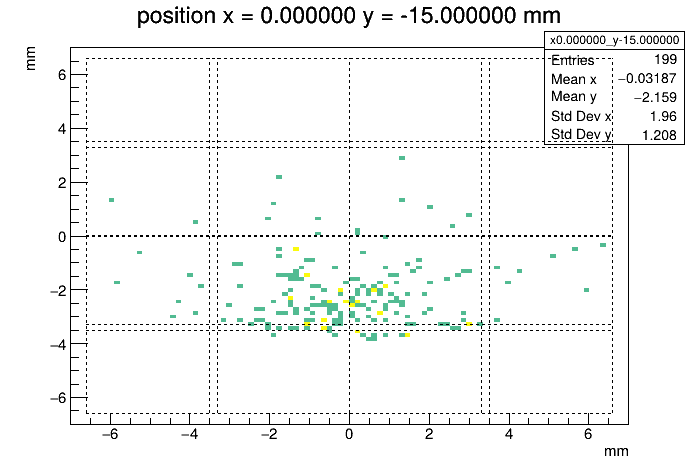 position x = 0.000000 y = -15.000000 mm
x0.000000_y-15.000000
Entries 199
Mean x −0.03187
Mean y −2.159
Std Dev x 1.96
Std Dev y 1.208
mm
6
4
2
0
−2
−4
−6
−6 −4 −2 0 2 4 6
mm